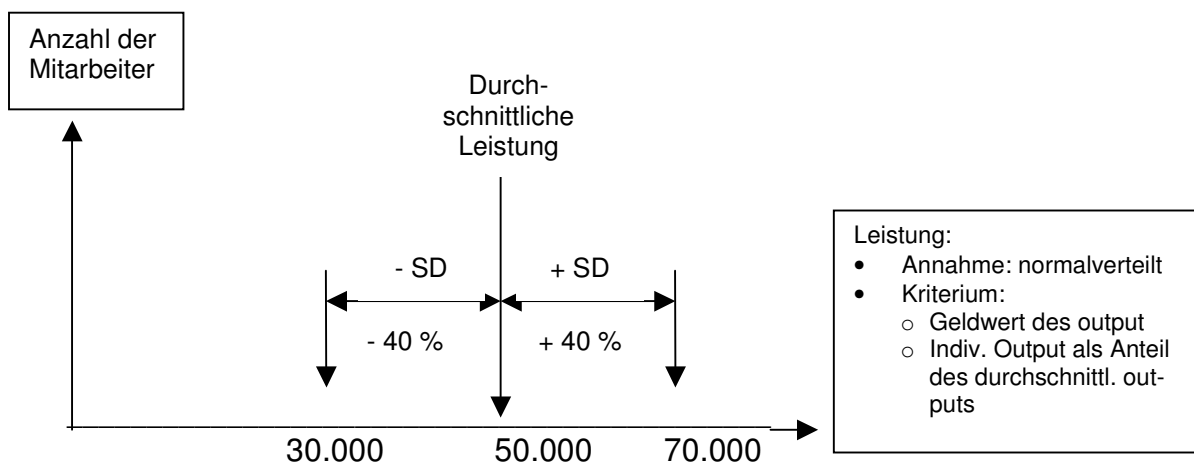 Anzahl der
Mitarbeiter
Durch-
schnittliche
Leistung
- SD
+ SD
- 40 %
+ 40 %
30.000
50.000
70.000
Leistung:
• Annahme: normalverteilt
• Kriterium:
o Geldwert des output
o Indiv. Output als Anteil
des durchschnittl. out-
puts